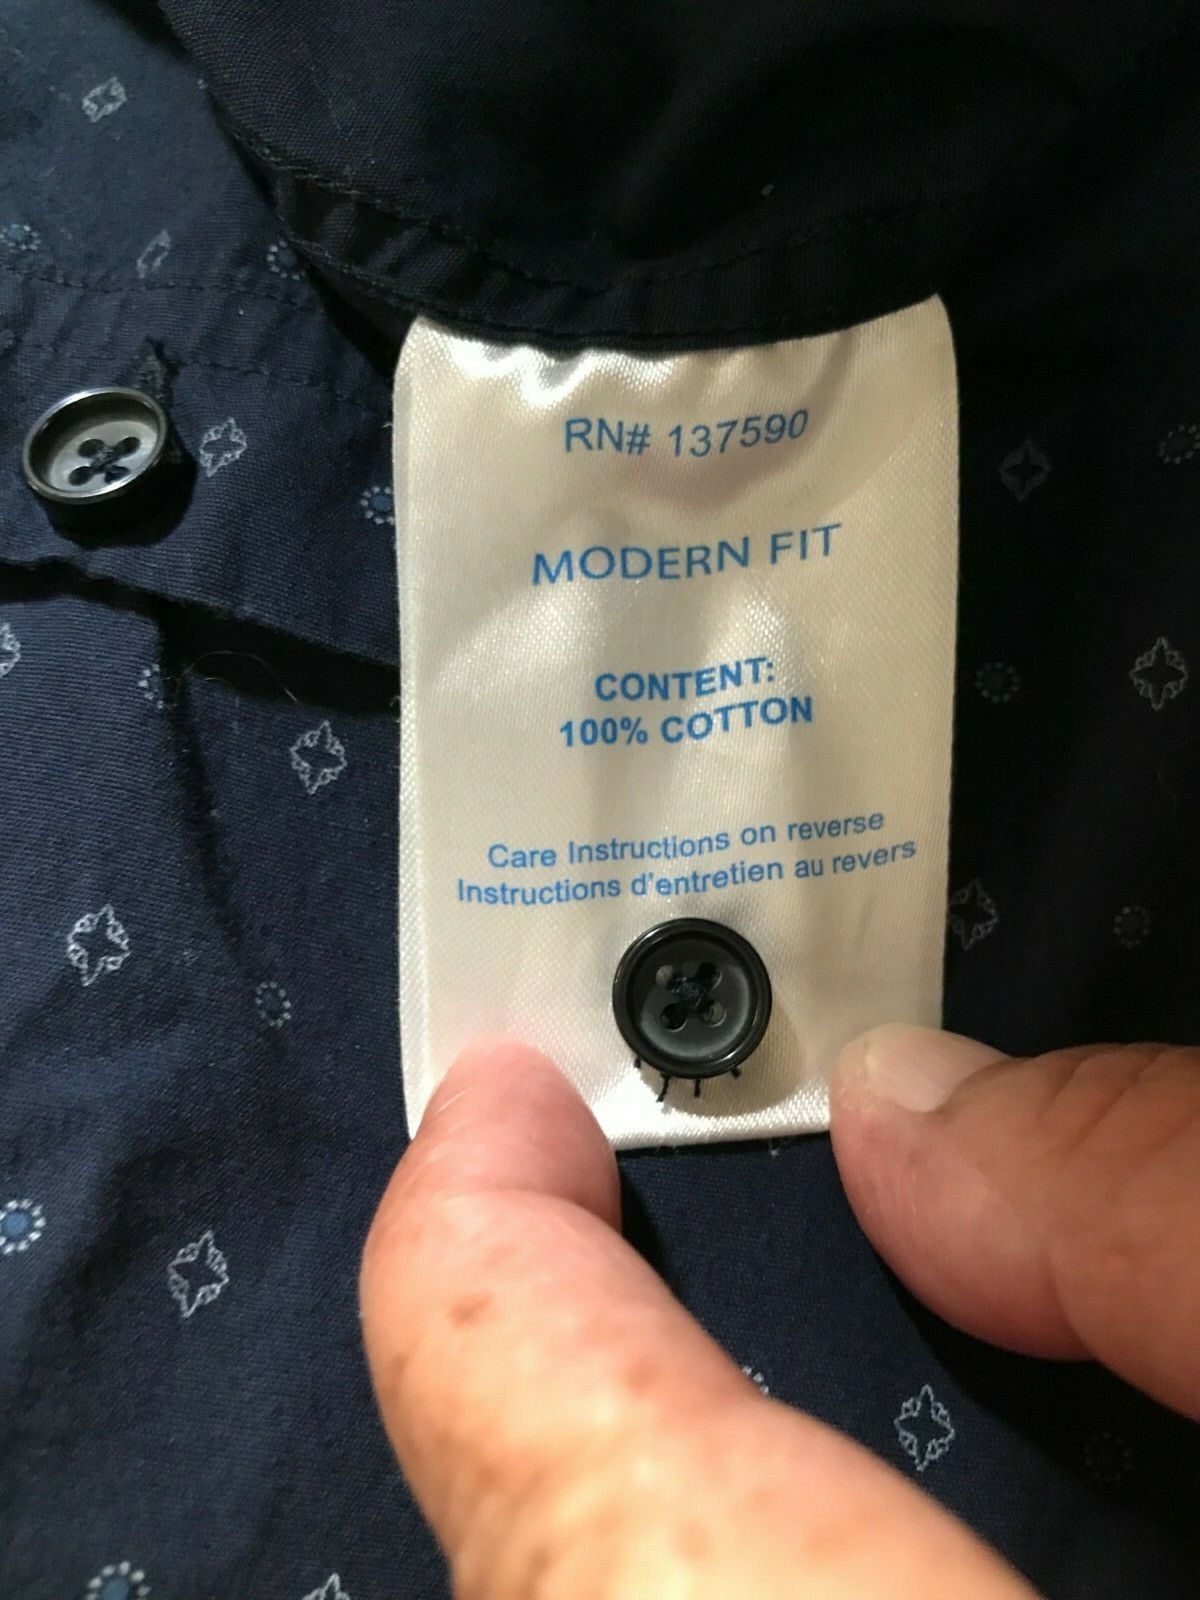 RN# 137590
MODERN FIT
CONTENT:
100% COTTON
Care Instructions on reverse
Instructions d'entretien au revers